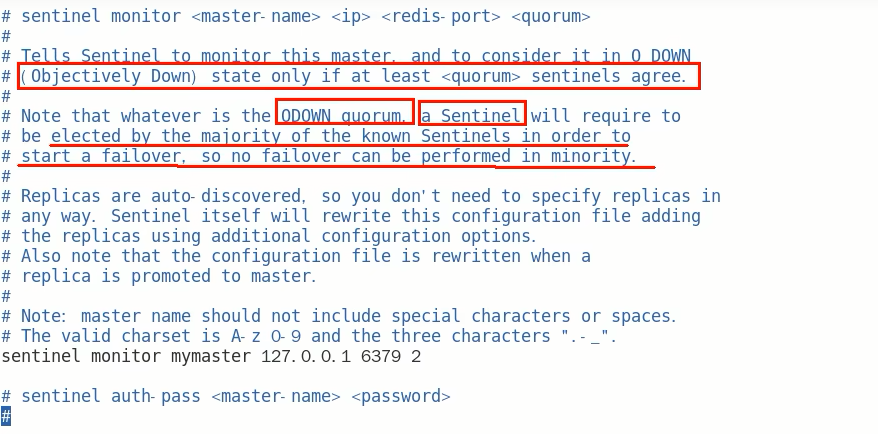 # sentinel monitor <master-name> <ip> <redis-port> <quorum>
#
# Tells Sentinel to monitor this master, and to consider it in O_DOWN
# (Objectively Down) state only if at least <quorum> sentinels agree.
#
# Note that whatever is the ODOWN quorum, a Sentinel will require to
# be elected by the majority of the known Sentinels in order to
# start a failover, so no failover can be performed in minority.
#
# Replicas are auto-discovered, so you don't need to specify replicas in
# any way. Sentinel itself will rewrite this configuration file adding
# the replicas using additional configuration options.
# Also note that the configuration file is rewritten when a
# replica is promoted to master.
#
# Note: master name should not include special characters or spaces.
# The valid charset is A-z 0-9 and the three characters ".-_".
sentinel monitor mymaster 127.0.0.1 6379 2

# sentinel auth-pass <master-name> <password>
#